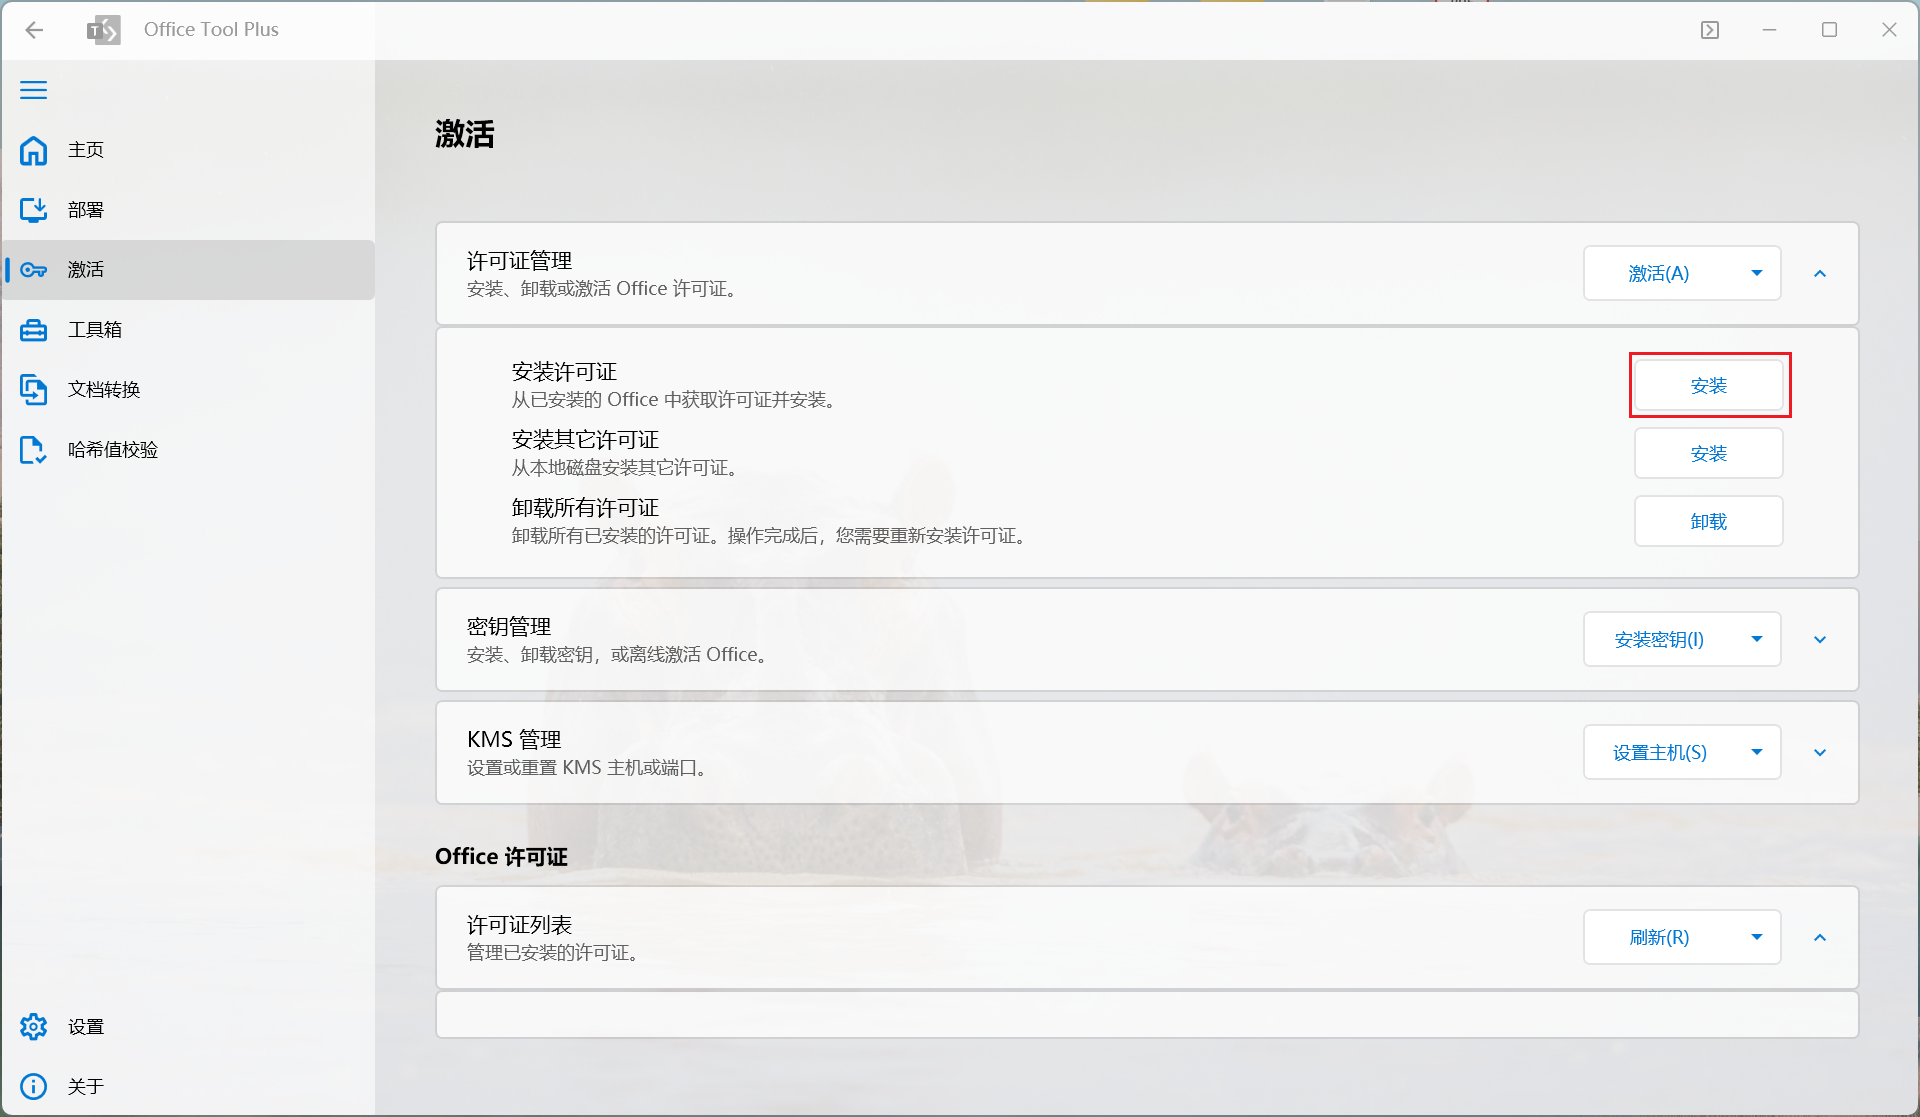 Office Tool Plus
主页
部署
激活
工具箱
文档转换
哈希值校验
设置
关于
激活
许可证管理
安装、卸载或激活 Office 许可证。
激活(A)
安装许可证
从已安装的 Office 中获取许可证并安装。
安装
安装其它许可证
从本地磁盘安装其它许可证。
安装
卸载所有许可证
卸载所有已安装的许可证。操作完成后，您需要重新安装许可证。
卸载
密钥管理
安装、卸载密钥，或离线激活 Office。
安装密钥(I)
KMS 管理
设置或重置 KMS 主机或端口。
设置主机(S)
Office 许可证
许可证列表
管理已安装的许可证。
刷新(R)